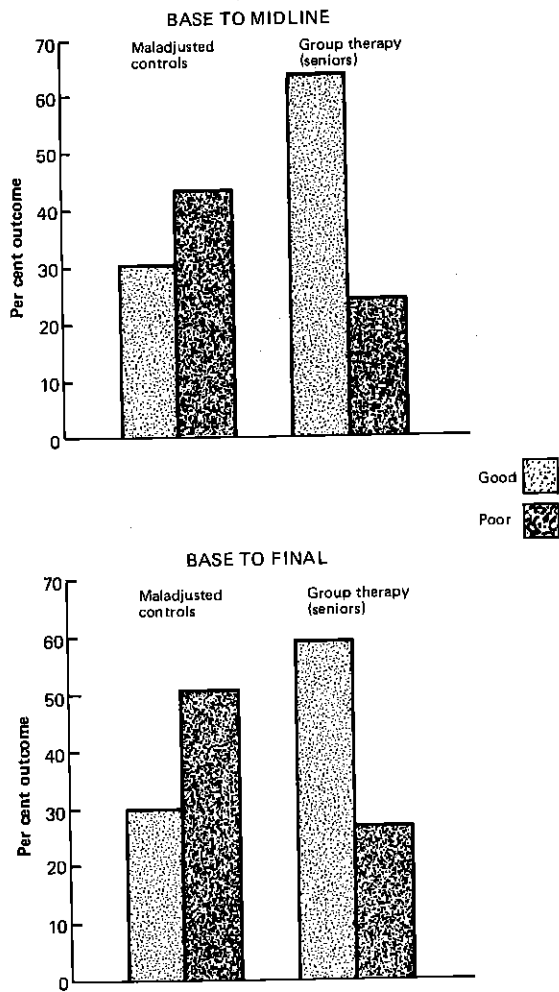 BASE TO MIDLINE
Maladjusted
controls
Group therapy
(seniors)
70
60
50
40
30
20
10
0
Per cent outcome
Good
Poor
BASE TO FINAL
Maladjusted
controls
Group therapy
(seniors)
70
60
50
40
30
20
10
0
Per cent outcome